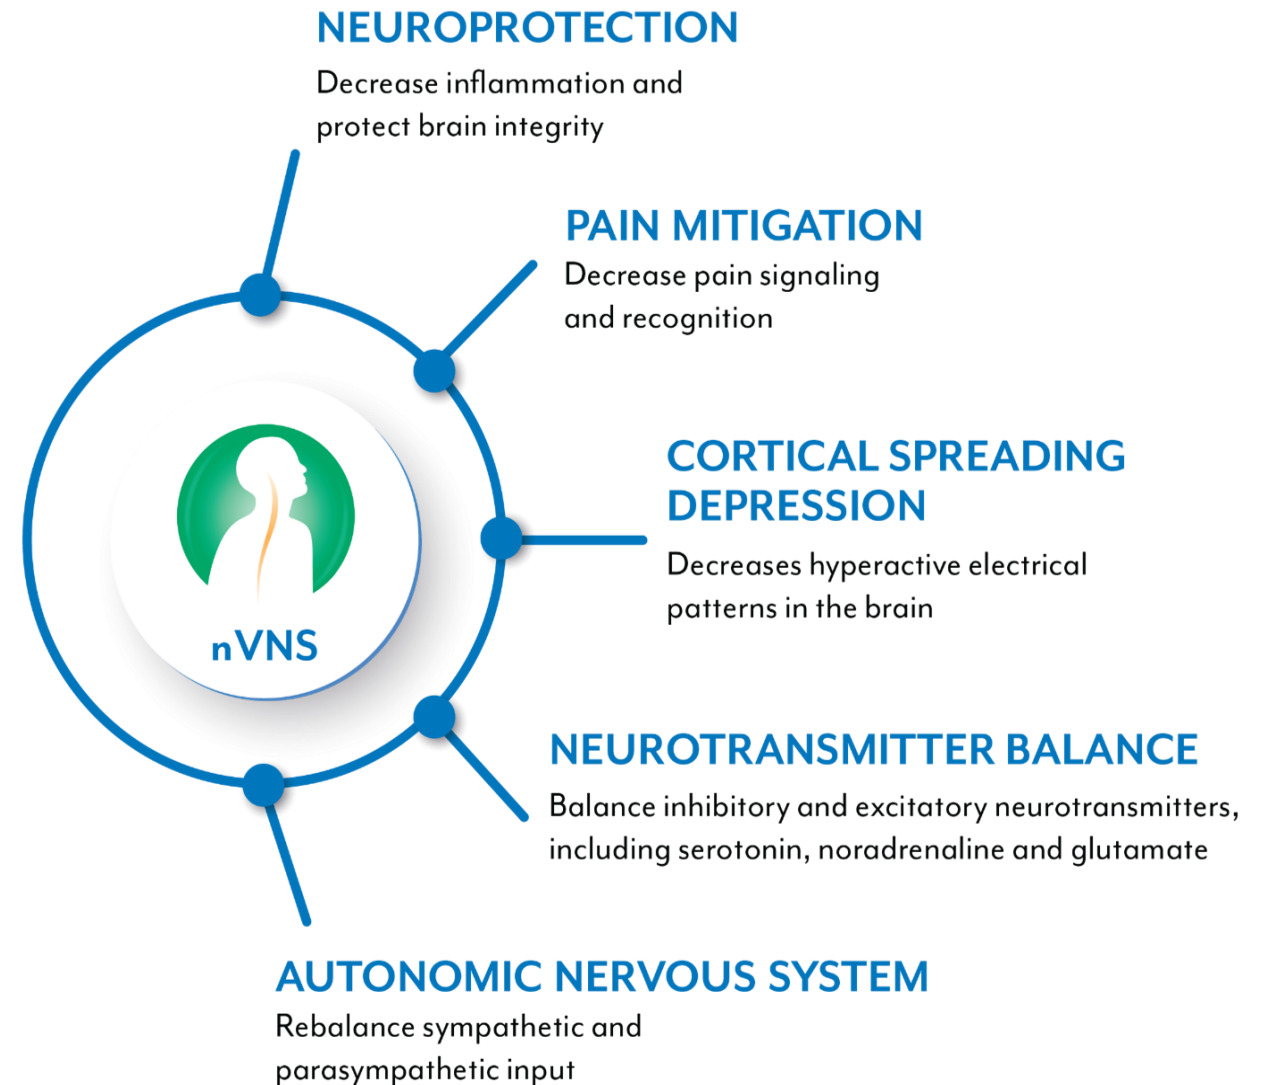 NEUROPROTECTION
Decrease inflammation and
protect brain integrity
PAIN MITIGATION
Decrease pain signaling
and recognition
CORTICAL SPREADING
DEPRESSION
Decreases hyperactive electrical
patterns in the brain
nVNS
NEUROTRANSMITTER BALANCE
Balance inhibitory and excitatory neurotransmitters,
including serotonin, noradrenaline and glutamate
AUTONOMIC NERVOUS SYSTEM
Rebalance sympathetic and
parasympathetic input